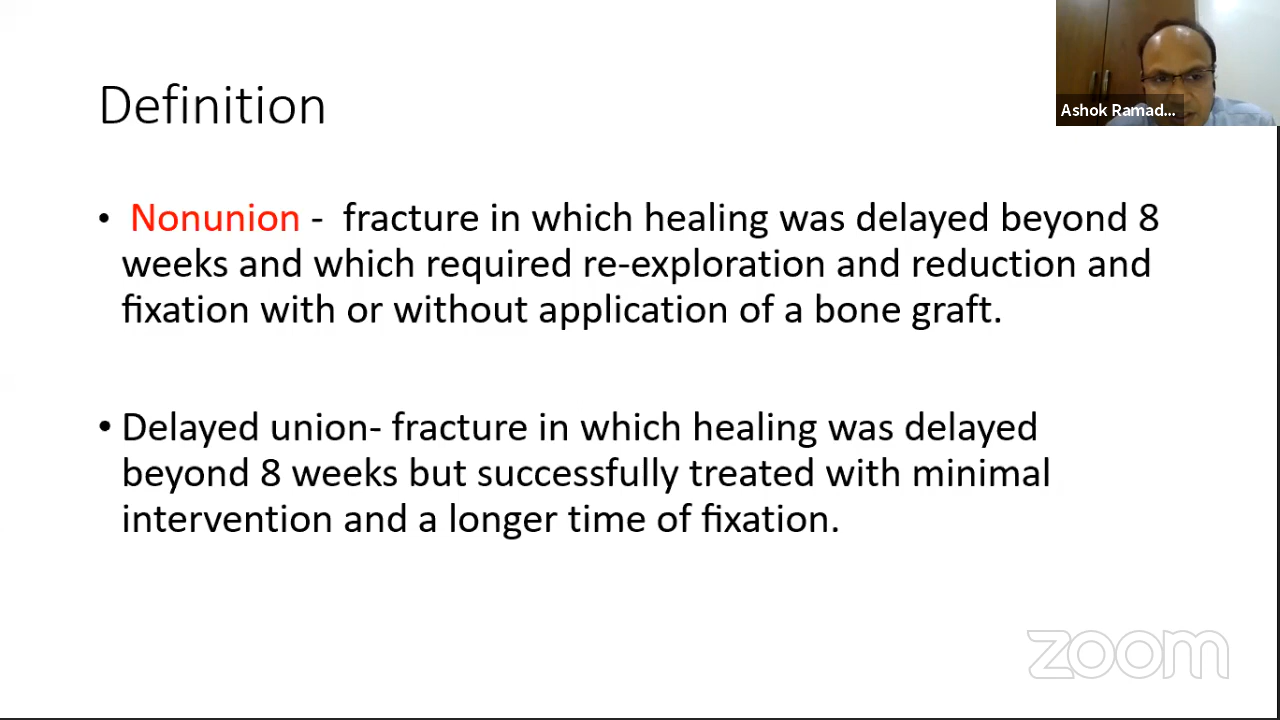 Definition
Ashok Ramad...
• Nonunion - fracture in which healing was delayed beyond 8
weeks and which required re-exploration and reduction and
fixation with or without application of a bone graft.
• Delayed union- fracture in which healing was delayed
beyond 8 weeks but successfully treated with minimal
intervention and a longer time of fixation.
zoom